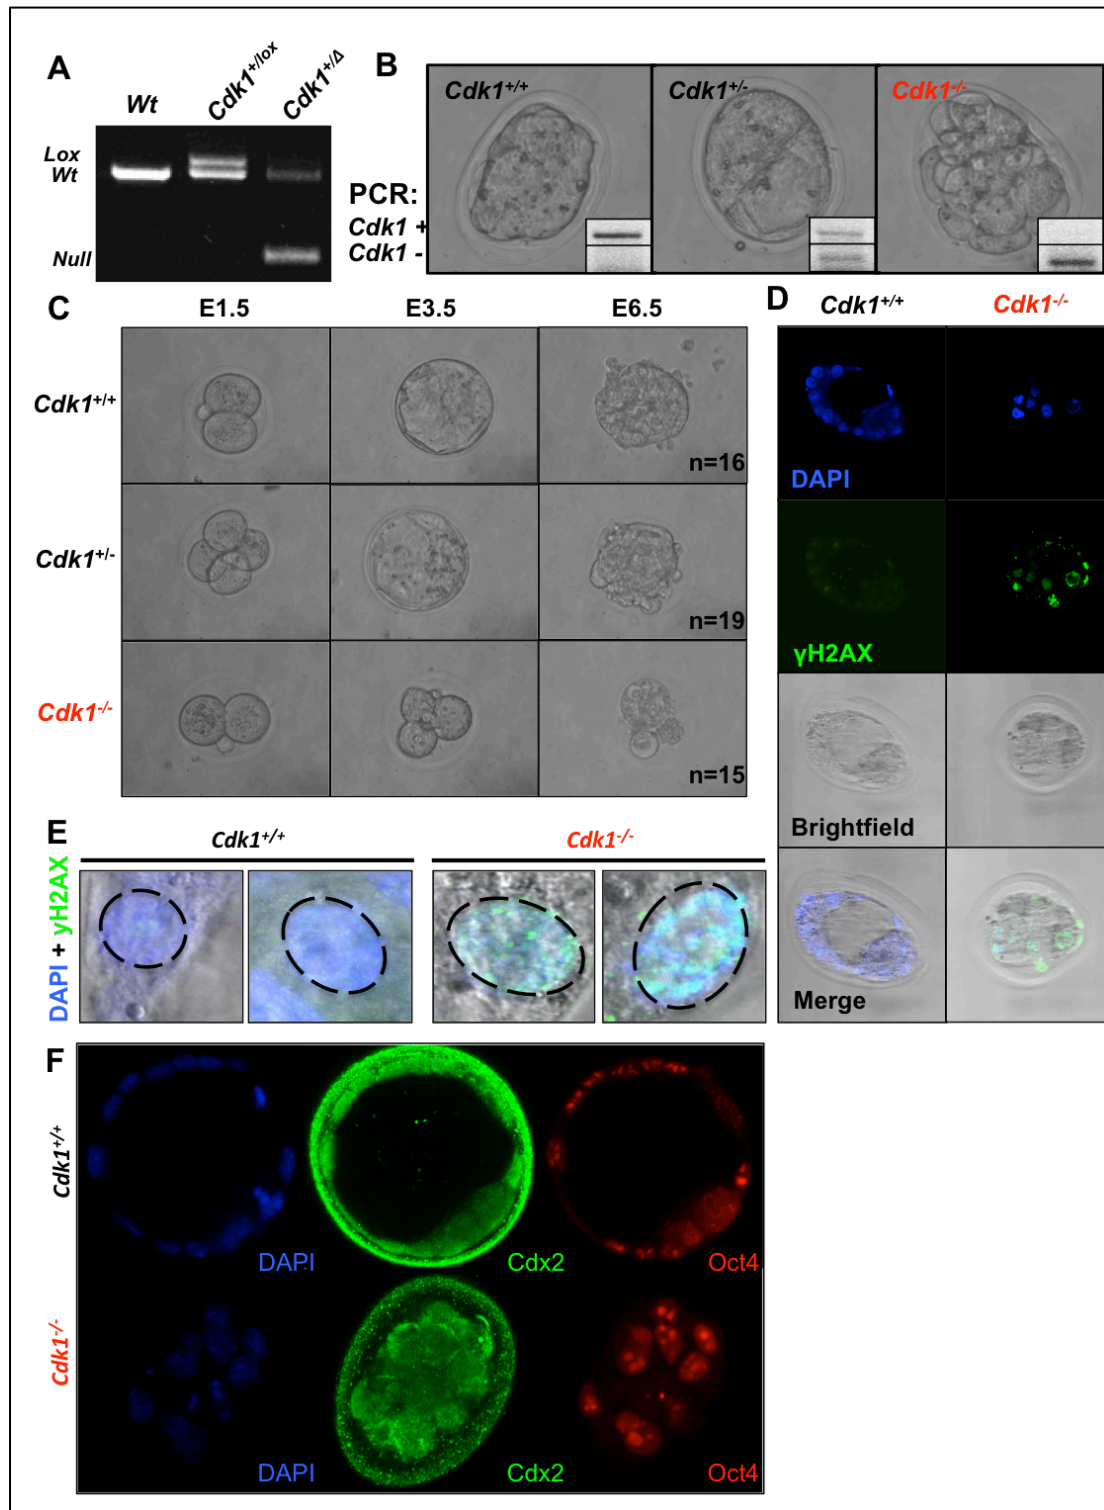 A
Wt
Cdk1+/lox
Cdk1+/Δ
Lox
Wt
Null
B
Cdk1+/+
Cdk1+/-
Cdk1-/-
PCR:
Cdk1 +
Cdk1 -
C
E1.5
E3.5
E6.5
Cdk1+/+
n=16
Cdk1+/-
n=19
Cdk1-/-
n=15
D
Cdk1+/+
Cdk1-/-
DAPI
γH2AX
Brightfield
Merge
E
Cdk1+/+
Cdk1-/-
DAPI + γH2AX
F
Cdk1+/+
DAPI
Cdx2
Oct4
Cdk1-/-
DAPI
Cdx2
Oct4